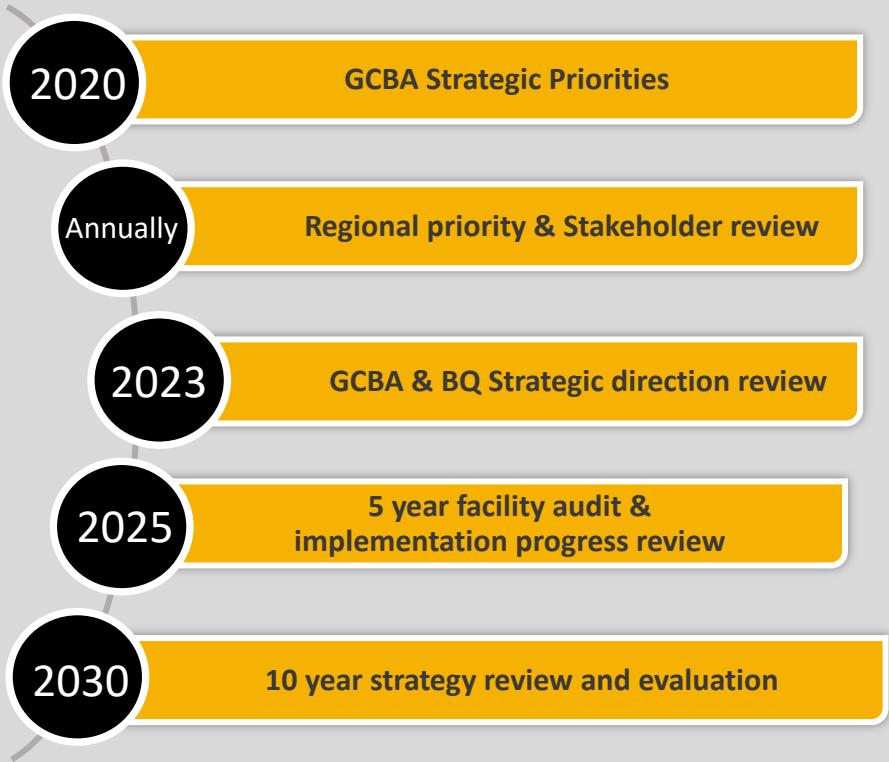 2020
GCBA Strategic Priorities
Annually
Regional priority & Stakeholder review
2023
GCBA & BQ Strategic direction review
2025
5 year facility audit &
implementation progress review
2030
10 year strategy review and evaluation